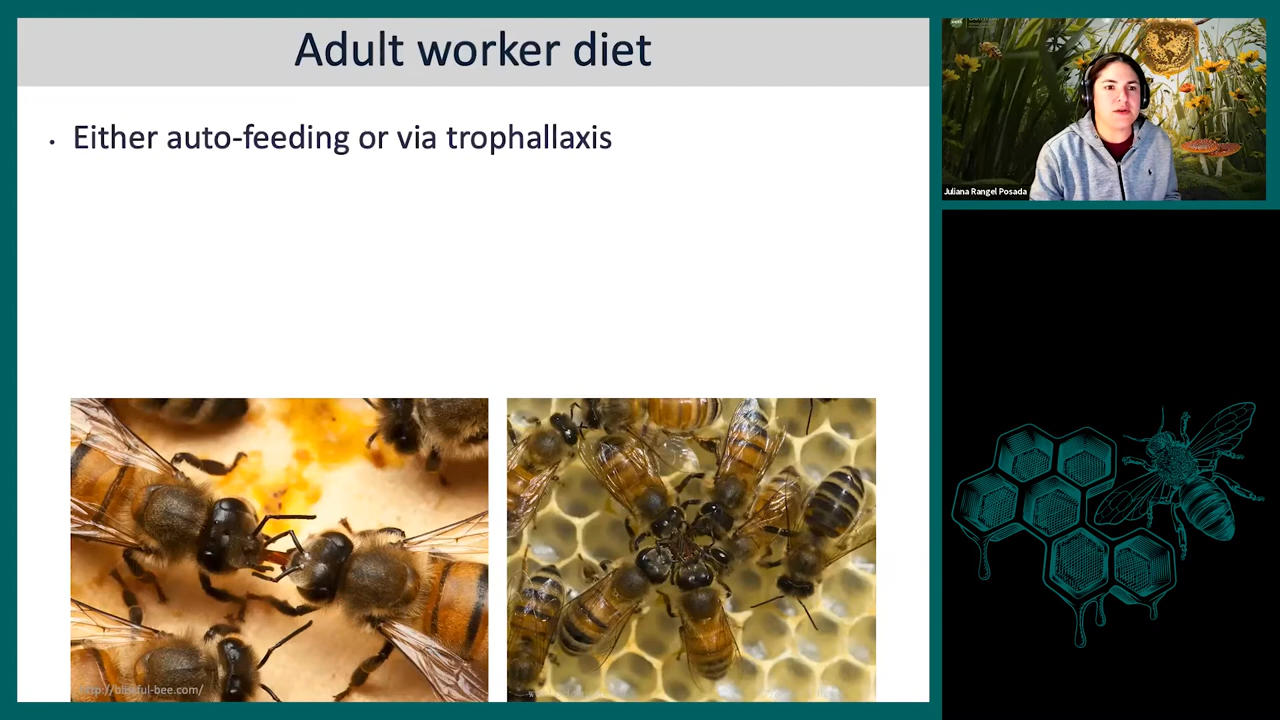 Adult worker diet
• Either auto-feeding or via trophallaxis
Juliana Rangel Posada
http://blissful-bee.com/